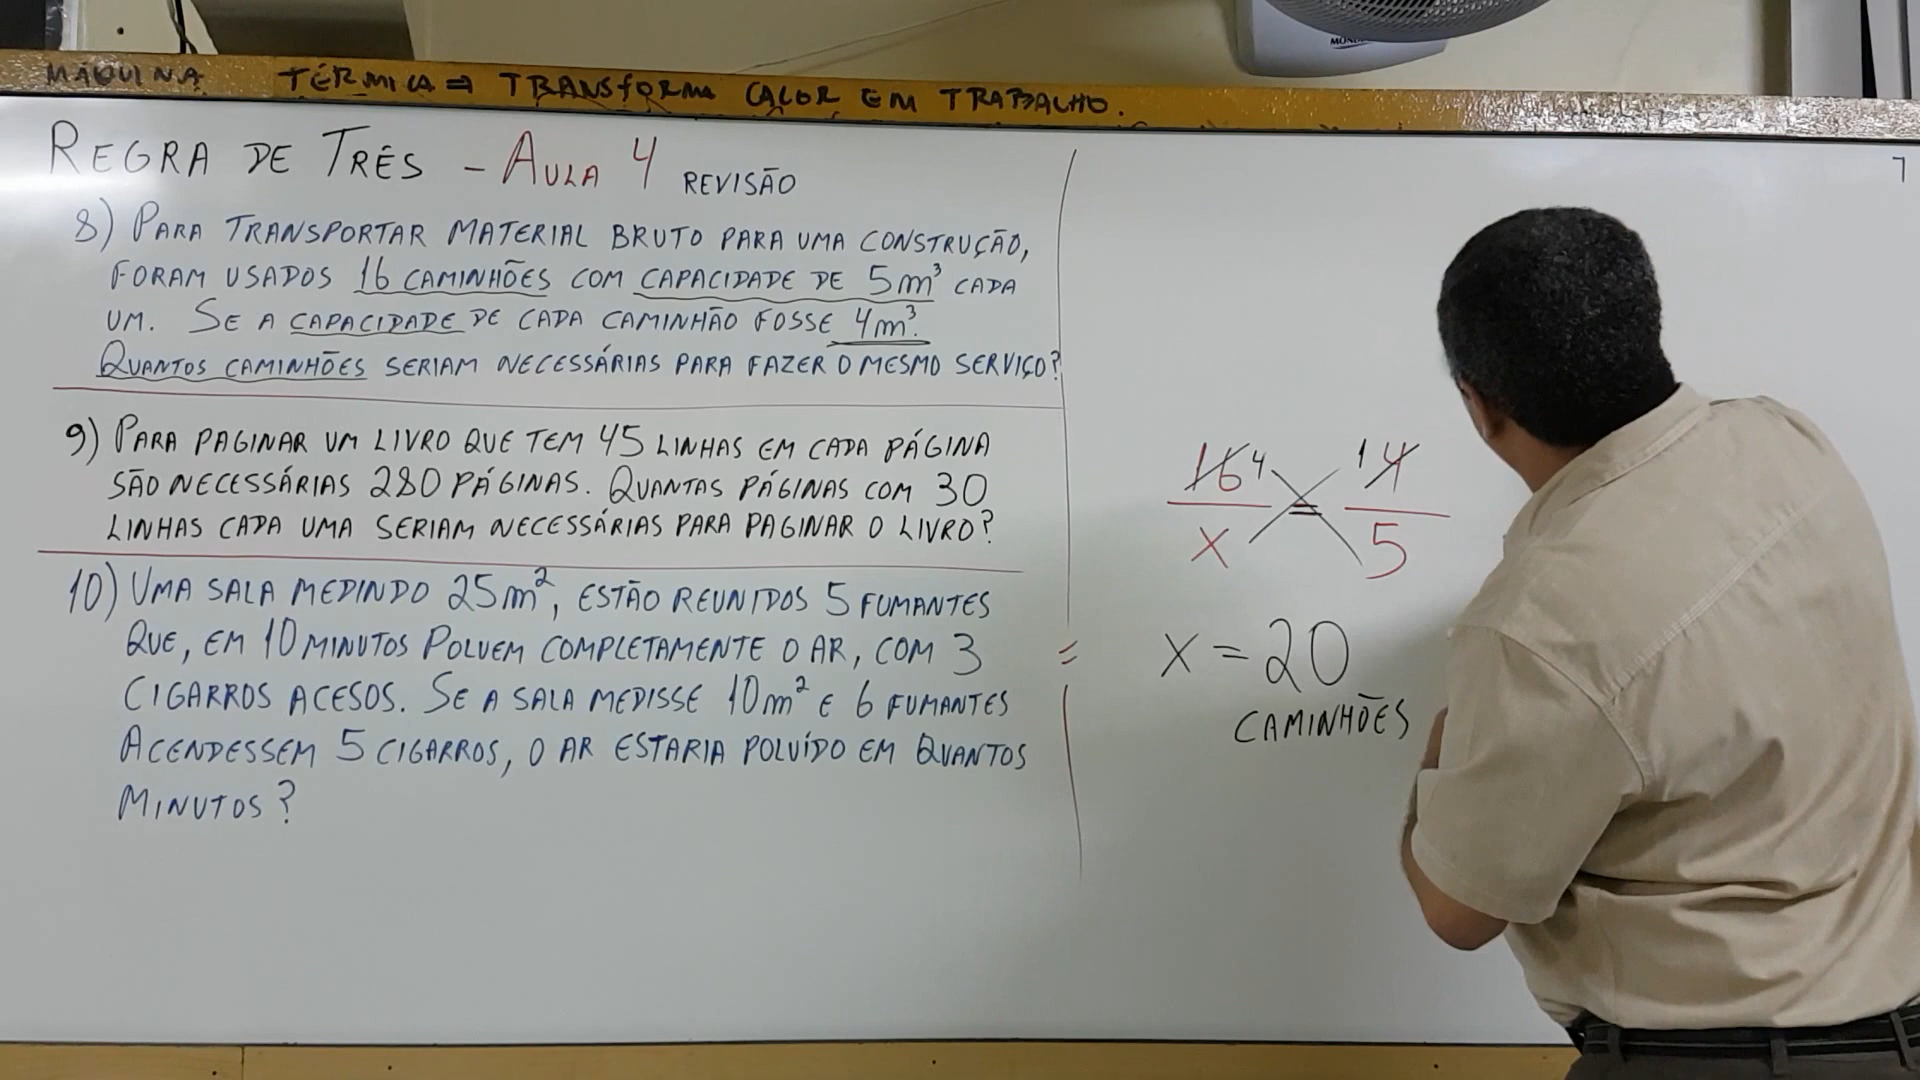 MÁQUINA TÉRMICA ⇒ TRANSFORMA CALOR EM TRABALHO.
REGRA DE TRÊS - AULA 4 REVISÃO
8) PARA TRANSPORTAR MATERIAL BRUTO PARA UMA CONSTRUÇÃO,
FORAM USADOS 16 CAMINHÕES COM CAPACIDADE DE 5m³ CADA
UM. SE A CAPACIDADE DE CADA CAMINHÃO FOSSE 4m³.
QUANTOS CAMINHÕES SERIAM NECESSÁRIAS PARA FAZER O MESMO SERVIÇO?
9) PARA PAGINAR UM LIVRO QUE TEM 45 LINHAS EM CADA PÁGINA
SÃO NECESSÁRIAS 280 PÁGINAS. QUANTAS PÁGINAS COM 30
LINHAS CADA UMA SERIAM NECESSÁRIAS PARA PAGINAR O LIVRO?
10) UMA SALA MEDINDO 25m², ESTÃO REUNIDOS 5 FUMANTES
QUE, EM 10 MINUTOS POLUEM COMPLETAMENTE O AR, COM 3
CIGARROS ACESOS. SE A SALA MEDISSE 10m² E 6 FUMANTES
ACENDESSEM 5 CIGARROS, O AR ESTARIA POLUÍDO EM QUANTOS
MINUTOS?
16 4 1 4
x = 5
x = 20
CAMINHÕES
7